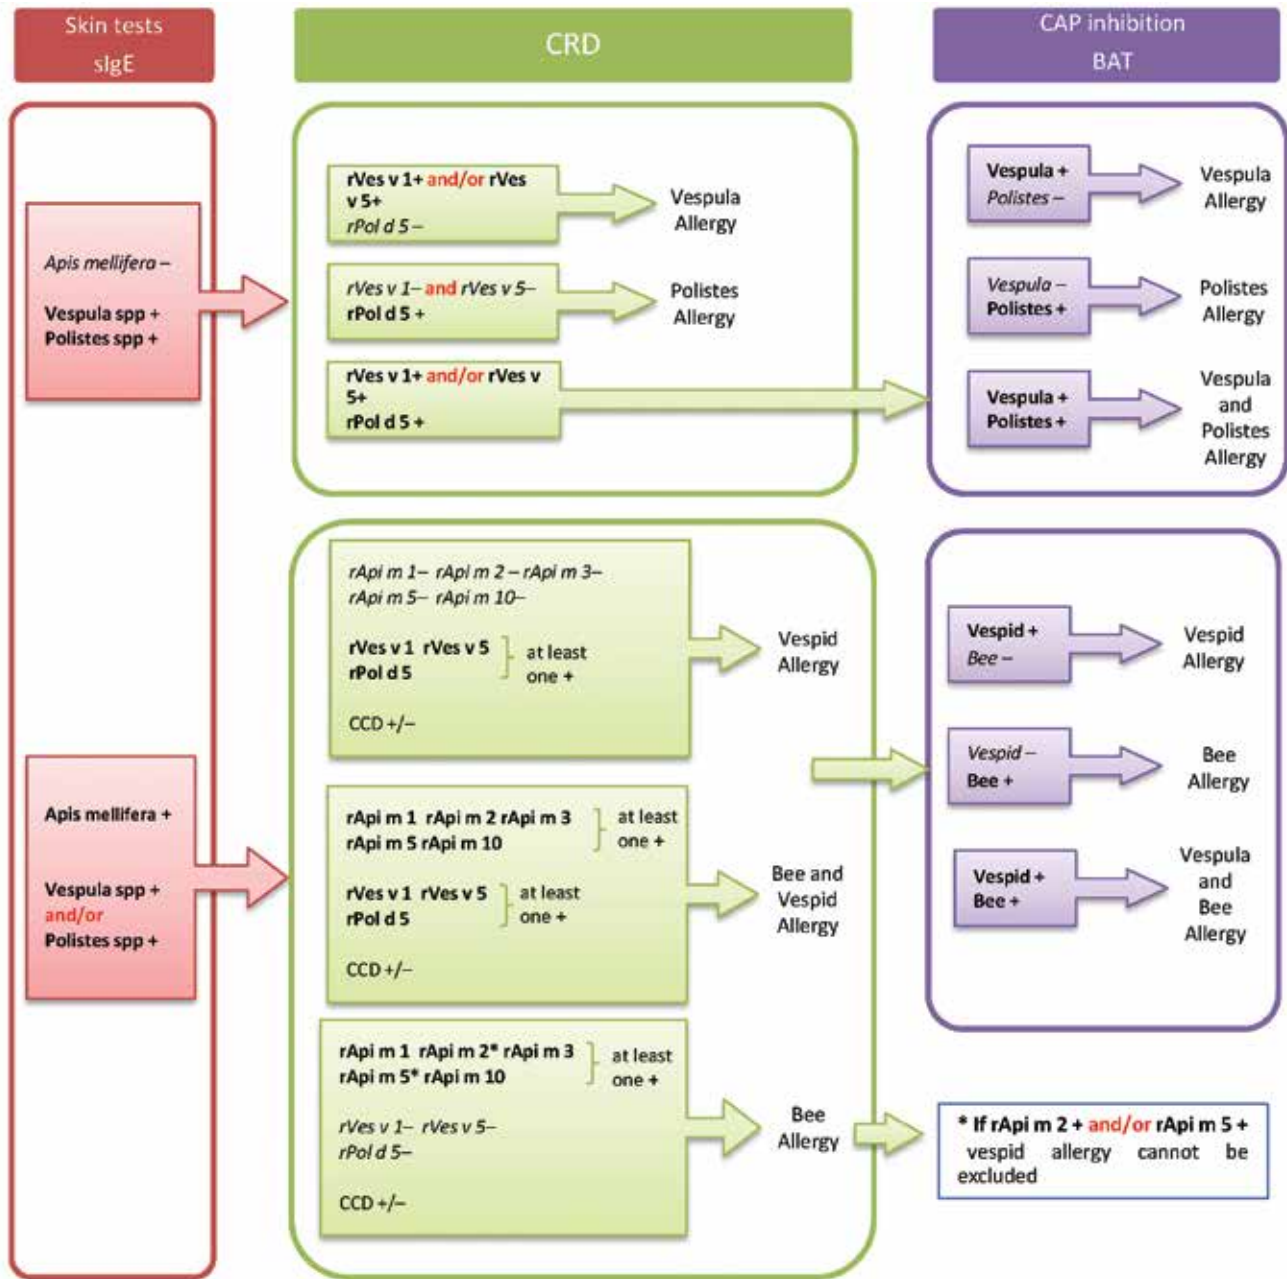 Skin tests
sIgE
CRD
CAP inhibition
BAT
Apis mellifera –
Vespula spp +
Polistes spp +
rVes v 1+ and/or rVes
v 5+
rPol d 5 –
Vespula
Allergy
rVes v 1– and rVes v 5–
rPol d 5 +
Polistes
Allergy
rVes v 1+ and/or rVes v
5+
rPol d 5 +
Vespula +
Polistes –
Vespula
Allergy
Vespula –
Polistes +
Polistes
Allergy
Vespula +
Polistes +
Vespula
and
Polistes
Allergy
Apis mellifera +
Vespula spp +
and/or
Polistes spp +
rApi m 1– rApi m 2 – rApi m 3–
rApi m 5– rApi m 10–
rVes v 1 rVes v 5
rPol d 5
at least
one +
CCD +/–
Vespid
Allergy
rApi m 1 rApi m 2 rApi m 3
rApi m 5 rApi m 10
at least
one +
rVes v 1 rVes v 5
rPol d 5
at least
one +
CCD +/–
Bee and
Vespid
Allergy
rApi m 1 rApi m 2* rApi m 3
rApi m 5* rApi m 10
at least
one +
rVes v 1– rVes v 5–
rPol d 5–
CCD +/–
Bee
Allergy
Vespid +
Bee –
Vespid
Allergy
Vespid –
Bee +
Bee
Allergy
Vespid +
Bee +
Vespula
and
Bee
Allergy
* If rApi m 2 + and/or rApi m 5 +
vespid allergy cannot be
excluded